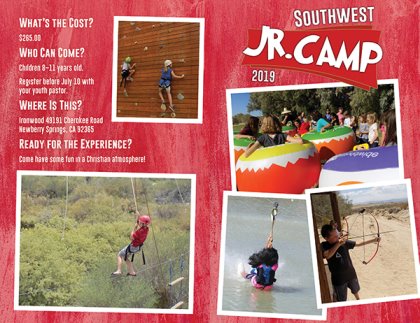 What's the Cost?
$265.00
Who Can Come?
Children 8–11 years old.
Register before July 10 with
your youth pastor.
Where Is This?
Ironwood 49191 Cherokee Road
Newberry Springs, CA 92365
Ready for the Experience?
Come have some fun in a Christian atmosphere!
Southwest
Jr. Camp
2019